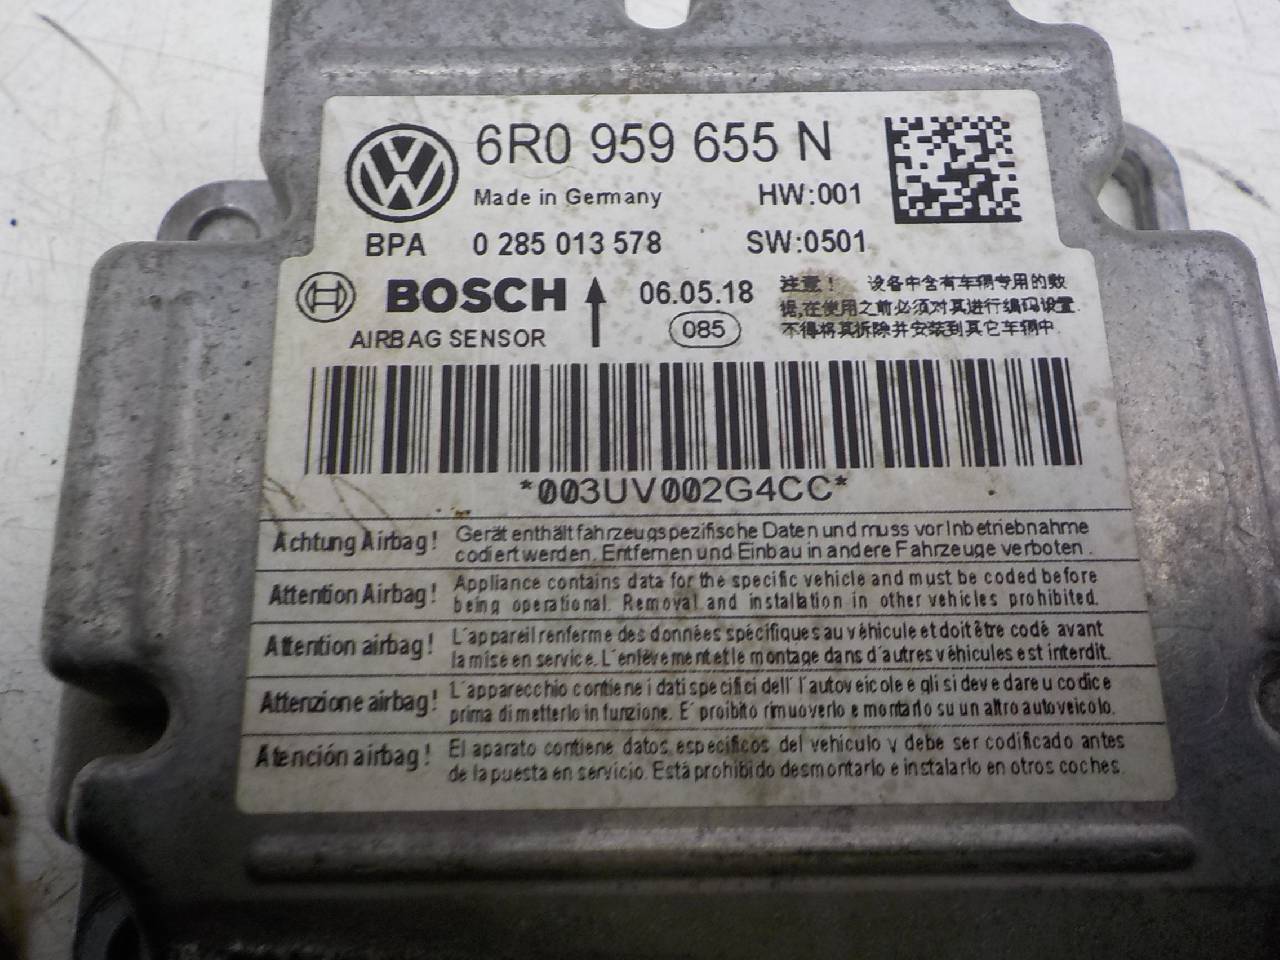 6R0 959 655 N
Made in Germany HW:001
BPA 0 285 013 578 SW:0501
BOSCH 06.05.18
AIRBAG SENSOR 085
注意! 设备中含有车辆专用的数
据,在使用之前必须对其进行编码设置.
不得将其拆除并安装到其它车辆中.
*003UV002G4CC*
Achtung Airbag! Gerät enthält fahrzeugspezifische Daten und muss vor Inbetriebnahme
codiert werden. Entfernen und Einbau in andere Fahrzeuge verboten.
Attention Airbag! Appliance contains data for the specific vehicle and must be coded before
being operational. Removal and installation in other vehicles prohibited.
Attention airbag! L'appareil renferme des données spécifiques au véhicule et doit être codé avant
la mise en service. L'enlèvement et le montage dans d'autres véhicules est interdit.
Attenzione airbag! L'apparecchio contiene i dati specifici dell' l'autoveicolo e gli si deve dare u codice
prima di metterlo in funzione. E' proibito rimuoverlo e montarlo su un altro autoveicolo.
Atención airbag! El aparato contiene datos específicos del vehículo y debe ser codificado antes
de la puesta en servicio. Está prohibido desmontarlo e instalarlo en otros coches.